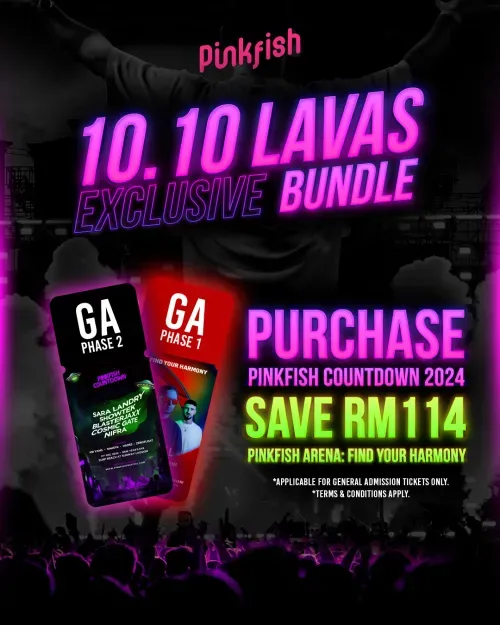 pinkfish
10.10 LAVAS
EXCLUSIVE BUNDLE
GA
PHASE 2
PINKFISH
COUNTDOWN
SARA LANDRY
SHOWTEK
BLASTERJAXX
COSMIC GATE
NIFRA
GA
PHASE 1
FIND YOUR HARMONY
PURCHASE
PINKFISH COUNTDOWN 2024
SAVE RM114
PINKFISH ARENA: FIND YOUR HARMONY
*APPLICABLE FOR GENERAL ADMISSION TICKETS ONLY.
*TERMS & CONDITIONS APPLY.